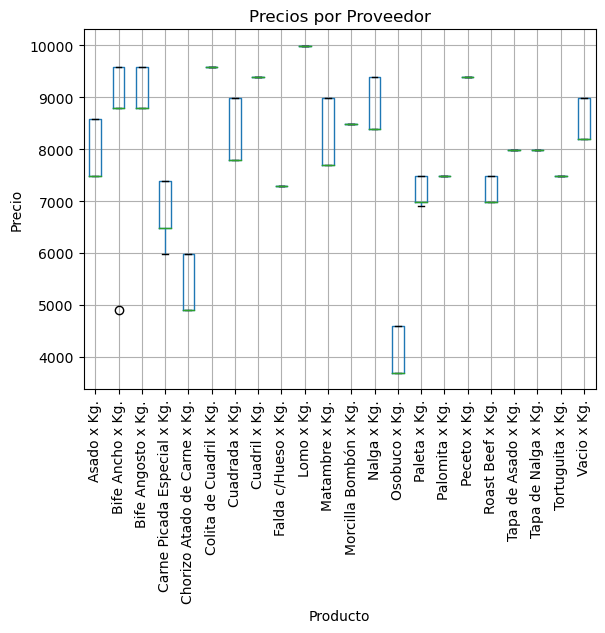 Precios por Proveedor
Precio
10000
9000
8000
7000
6000
5000
4000
Asado x Kg.
Bife Ancho x Kg.
Bife Angosto x Kg.
Carne Picada Especial x Kg.
Chorizo Atado de Carne x Kg.
Colita de Cuadril x Kg.
Cuadrada x Kg.
Cuadril x Kg.
Falda c/Hueso x Kg.
Lomo x Kg.
Matambre x Kg.
Morcilla Bombón x Kg.
Nalga x Kg.
Osobuco x Kg.
Paleta x Kg.
Palomita x Kg.
Peceto x Kg.
Roast Beef x Kg.
Tapa de Asado x Kg.
Tapa de Nalga x Kg.
Tortuguita x Kg.
Vacio x Kg.
Producto